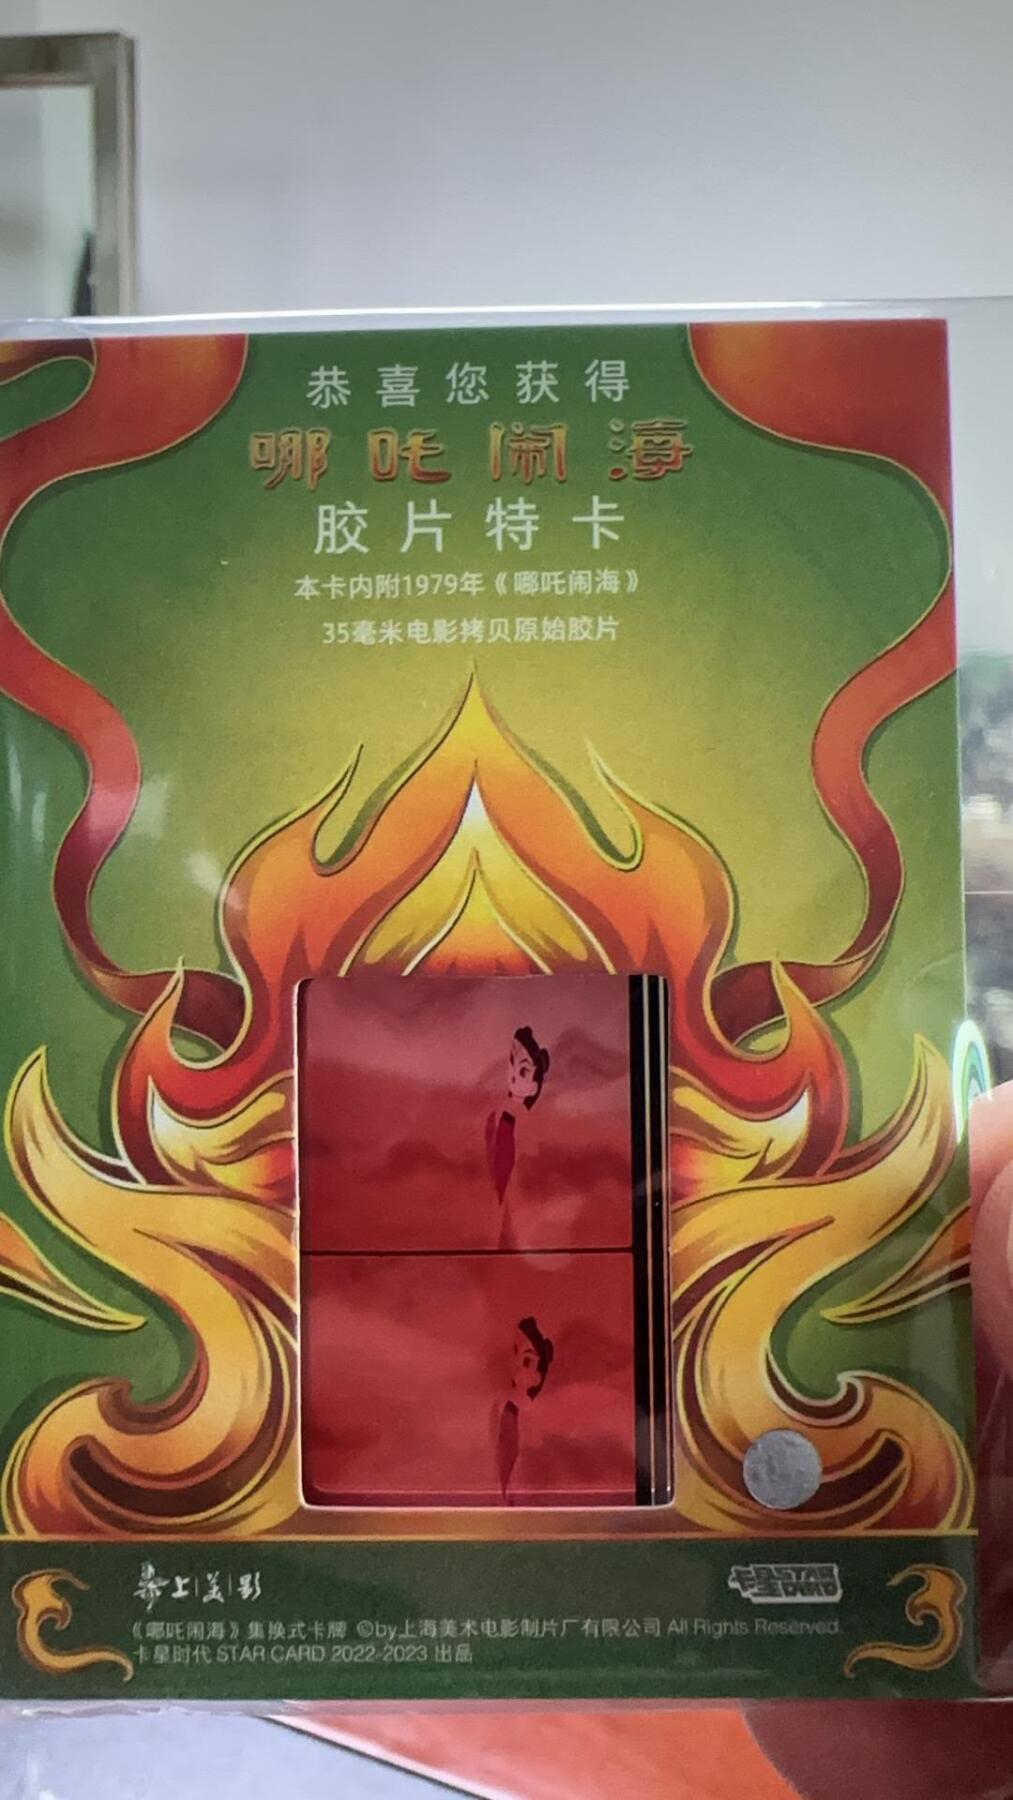 恭喜您获得
哪吒闹海
胶片特卡
本卡内附1979年《哪吒闹海》
35毫米电影拷贝原始胶片
上美影
卡星 STAR CARD
《哪吒闹海》集换式卡牌 ©by上海美术电影制片厂有限公司 All Rights Reserved.
卡星时代 STAR CARD 2022-2023 出品